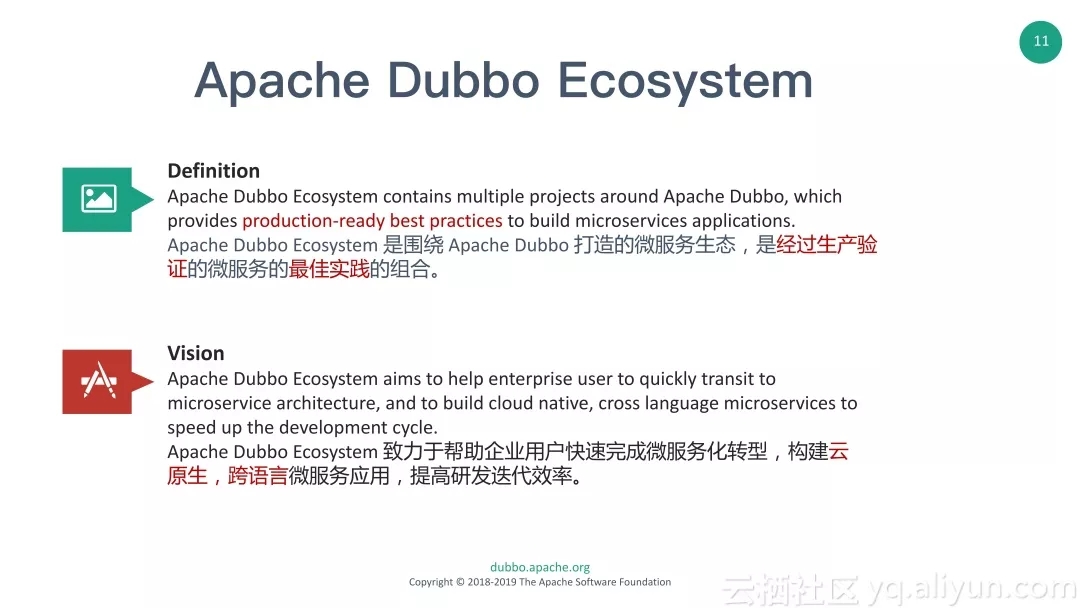 11
Apache Dubbo Ecosystem
Definition
Apache Dubbo Ecosystem contains multiple projects around Apache Dubbo, which
provides production-ready best practices to build microservices applications.
Apache Dubbo Ecosystem 是围绕 Apache Dubbo 打造的微服务生态，是经过生产验
证的微服务的最佳实践的组合。
Vision
Apache Dubbo Ecosystem aims to help enterprise user to quickly transit to
microservice architecture, and to build cloud native, cross language microservices to
speed up the development cycle.
Apache Dubbo Ecosystem 致力于帮助企业用户快速完成微服务化转型，构建云
原生，跨语言微服务应用，提高研发迭代效率。
dubbo.apache.org
Copyright © 2018-2019 The Apache Software Foundation
云栖社区 yq.aliyun.com